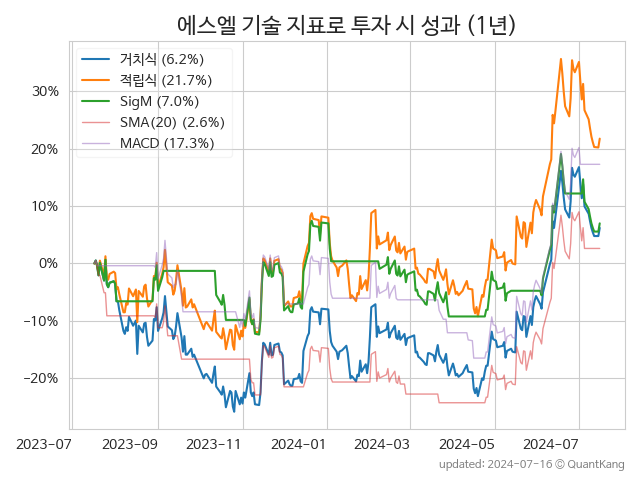 에스엘 기술 지표로 투자 시 성과 (1년)
거치식 (6.2%)
적립식 (21.7%)
SigM (7.0%)
SMA(20) (2.6%)
MACD (17.3%)
30%
20%
10%
0%
−10%
−20%
2023-07 2023-09 2023-11 2024-01 2024-03 2024-05 2024-07
updated: 2024-07-16 © QuantKang